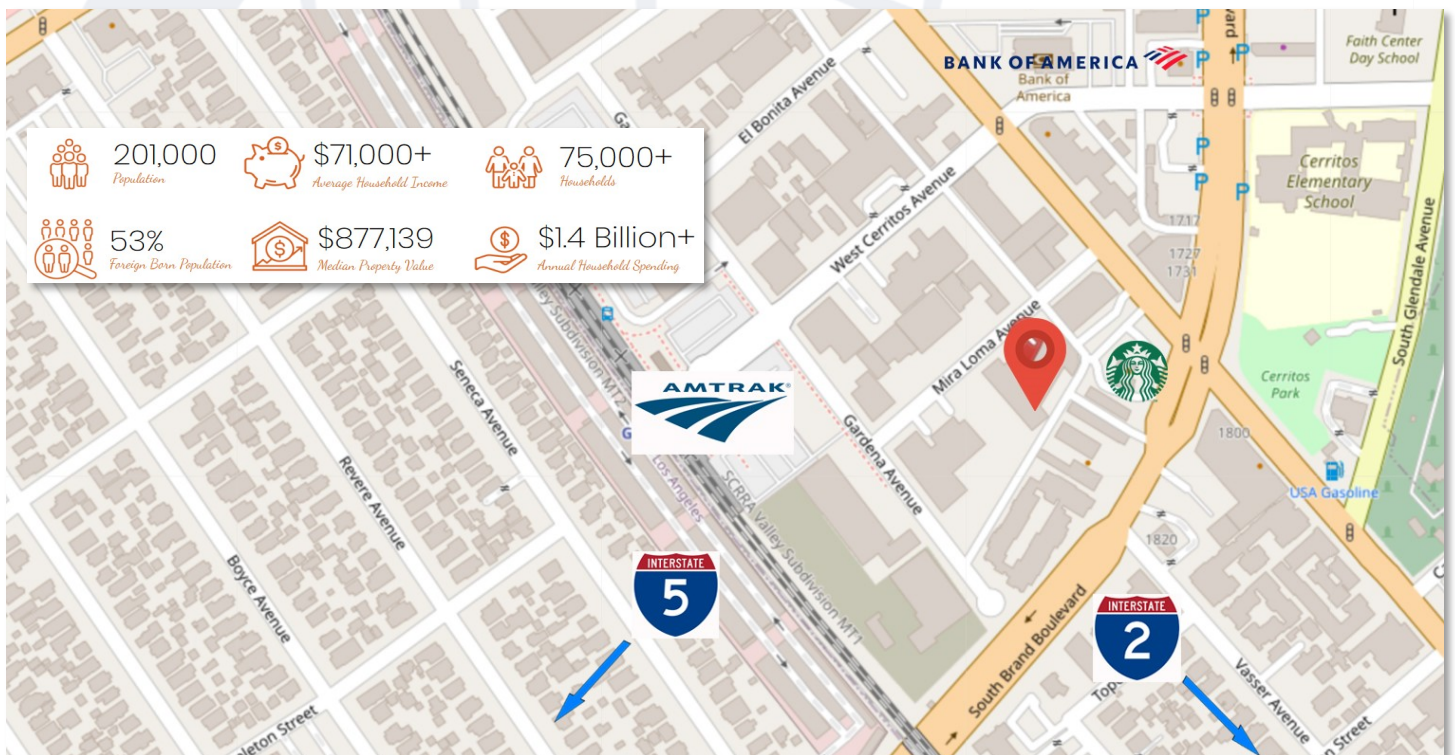 201,000
Population
$71,000+
Average Household Income
75,000+
Households
53%
Foreign Born Population
$877,139
Median Property Value
$1.4 Billion+
Annual Household Spending
BANK OF AMERICA
Bank of
America
Faith Center
Day School
El Bonita Avenue
West Cerritos Avenue
Cerritos
Elementary
School
P
P
P
P
P
1717
1727
1731
South Glendale Avenue
Mira Loma Avenue
Cerritos
Park
AMTRAK
Gardena Avenue
1800
USA Gasoline
Seneca Avenue
Revere Avenue
Boyce Avenue
Los Angeles
SCRRA Valley Subdivision MT1
Valley Subdivision MT2
1820
INTERSTATE
5
INTERSTATE
2
South Brand Boulevard
Vasser Avenue
Street